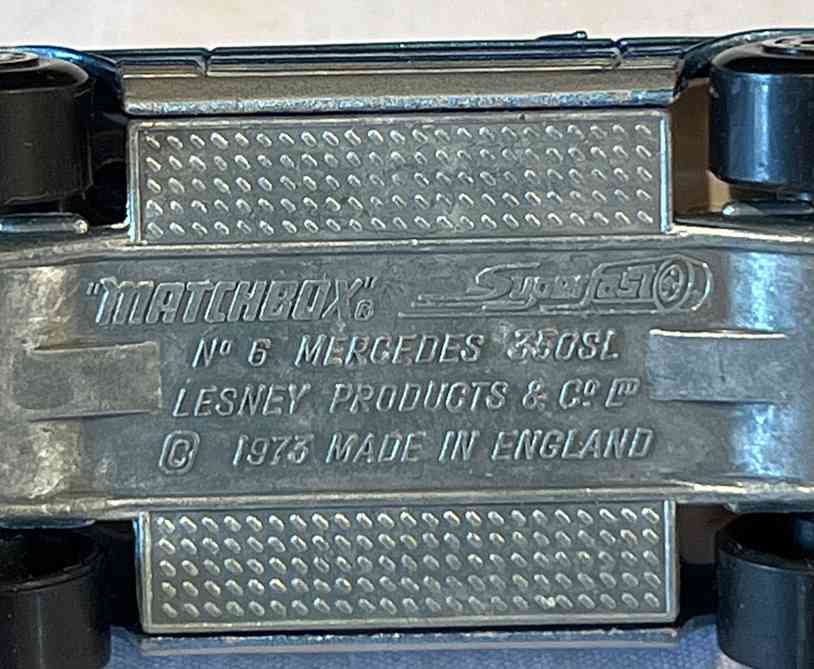 "MATCHBOX"® Superfast
Nº 6 MERCEDES 350SL
LESNEY PRODUCTS & Cº Lᵀᴰ
© 1973 MADE IN ENGLAND